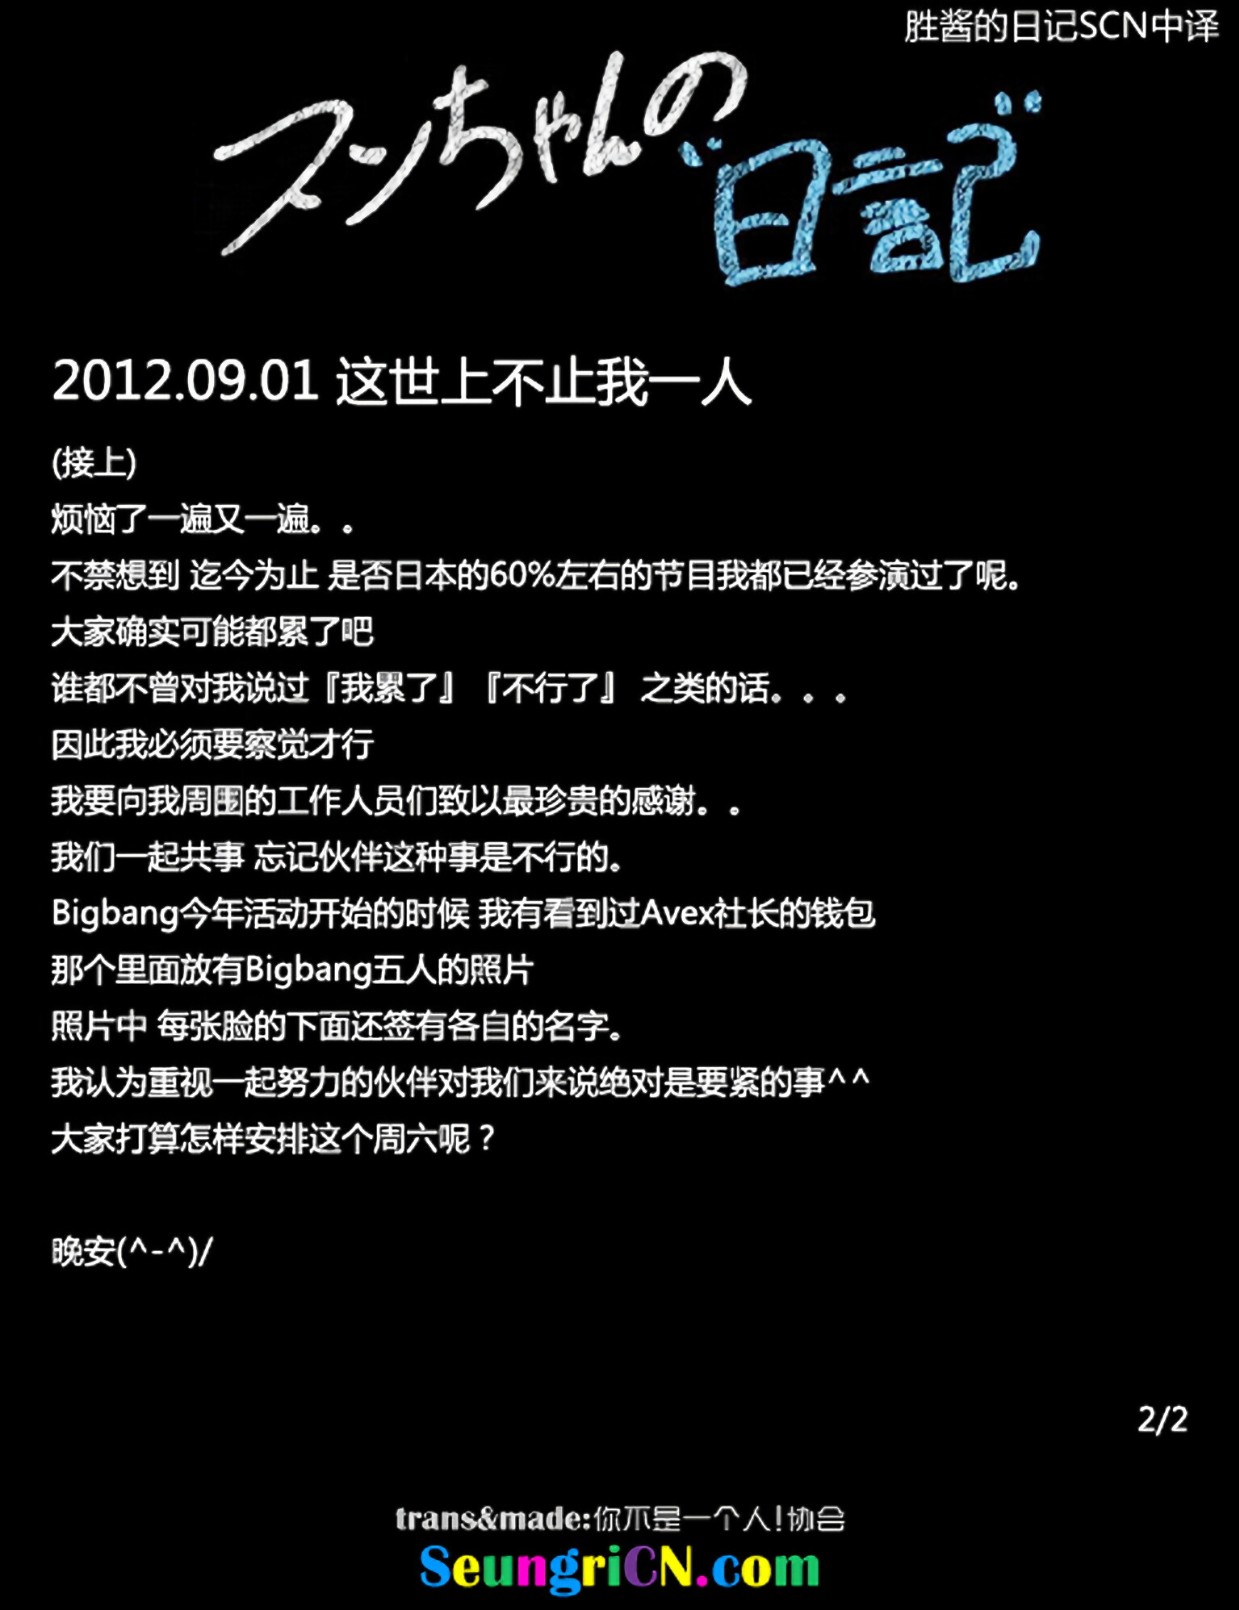 胜酱的日记SCN中译
スンちゃんの
"日記"
2012.09.01 这世上不止我一人
(接上)
烦恼了一遍又一遍。。
不禁想到 迄今为止 是否日本的60%左右的节目我都已经参演过了呢。
大家确实可能都累了吧
谁都不曾对我说过『我累了』『不行了』 之类的话。。。
因此我必须要察觉才行
我要向我周围的工作人员们致以最珍贵的感谢。。
我们一起共事 忘记伙伴这种事是不行的。
Bigbang今年活动开始的时候 我有看到过Avex社长的钱包
那个里面放有Bigbang五人的照片
照片中 每张脸的下面还签有各自的名字。
我认为重视一起努力的伙伴对我们来说绝对是要紧的事^^
大家打算怎样安排这个周六呢？
晚安(^-^)/
2/2
trans&made:你不是一个人!协会
SeungriCN.com